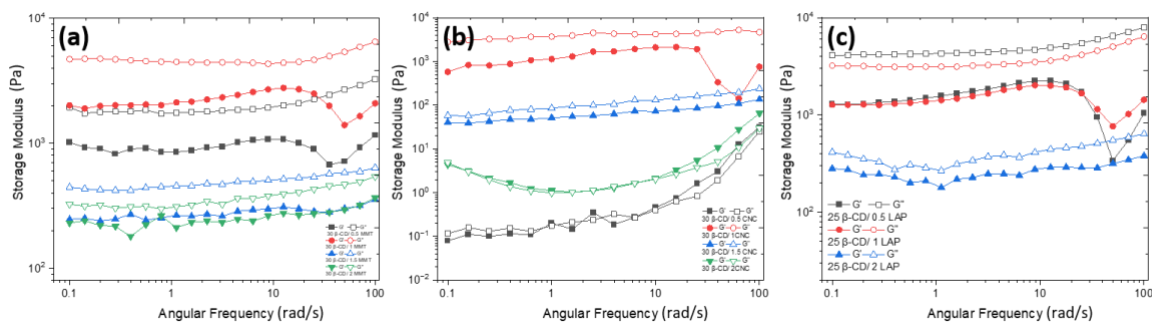 (a)
Storage Modulus (Pa)
10⁴
10³
10²
G' G''
30 β-CD/ 0.5 MMT
G' G''
30 β-CD/ 1 MMT
G' G''
30 β-CD/ 1.5 MMT
G' G''
30 β-CD/ 2 MMT
0.1 1 10 100
Angular Frequency (rad/s)
(b)
Storage Modulus (Pa)
10⁵
10⁴
10³
10²
10¹
10⁰
10⁻¹
10⁻²
G' G''
30 β-CD/ 0.5 CNC
G' G''
30 β-CD/ 1CNC
G' G''
30 β-CD/ 1.5 CNC
G' G''
30 β-CD/ 2CNC
0.1 1 10 100
Angular Frequency (rad/s)
(c)
Storage Modulus (Pa)
10⁴
10³
10²
G' G''
25 β-CD/ 0.5 LAP
G' G''
25 β-CD/ 1 LAP
G' G''
25 β-CD/ 2 LAP
0.1 1 10 100
Angular Frequency (rad/s)